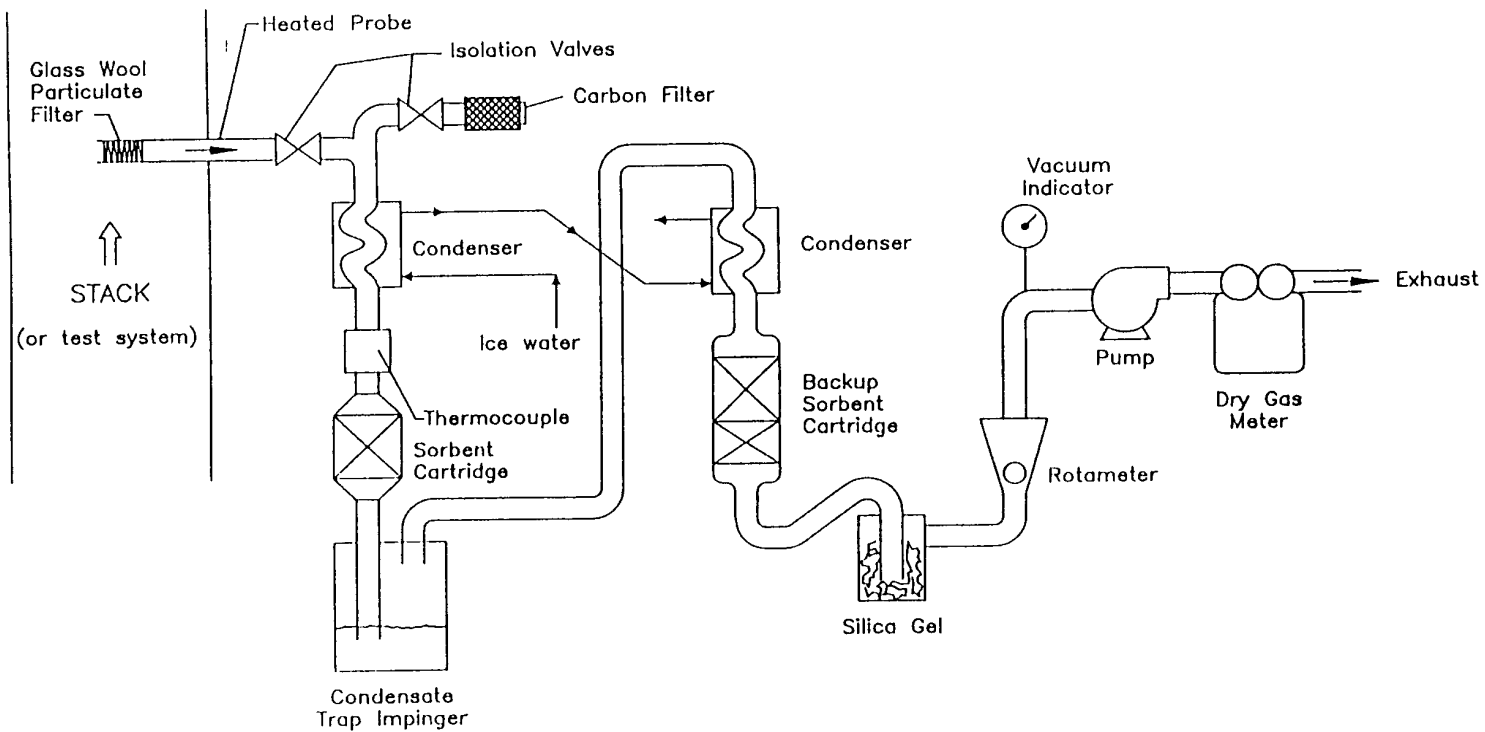 Heated Probe
Isolation Valves
Glass Wool
Particulate
Filter
Carbon Filter
Vacuum
Indicator
Condenser
Condenser
STACK
(or test system)
Ice water
Exhaust
Pump
Thermocouple
Backup
Sorbent
Cartridge
Dry Gas
Meter
Sorbent
Cartridge
Rotameter
Silica Gel
Condensate
Trap Impinger